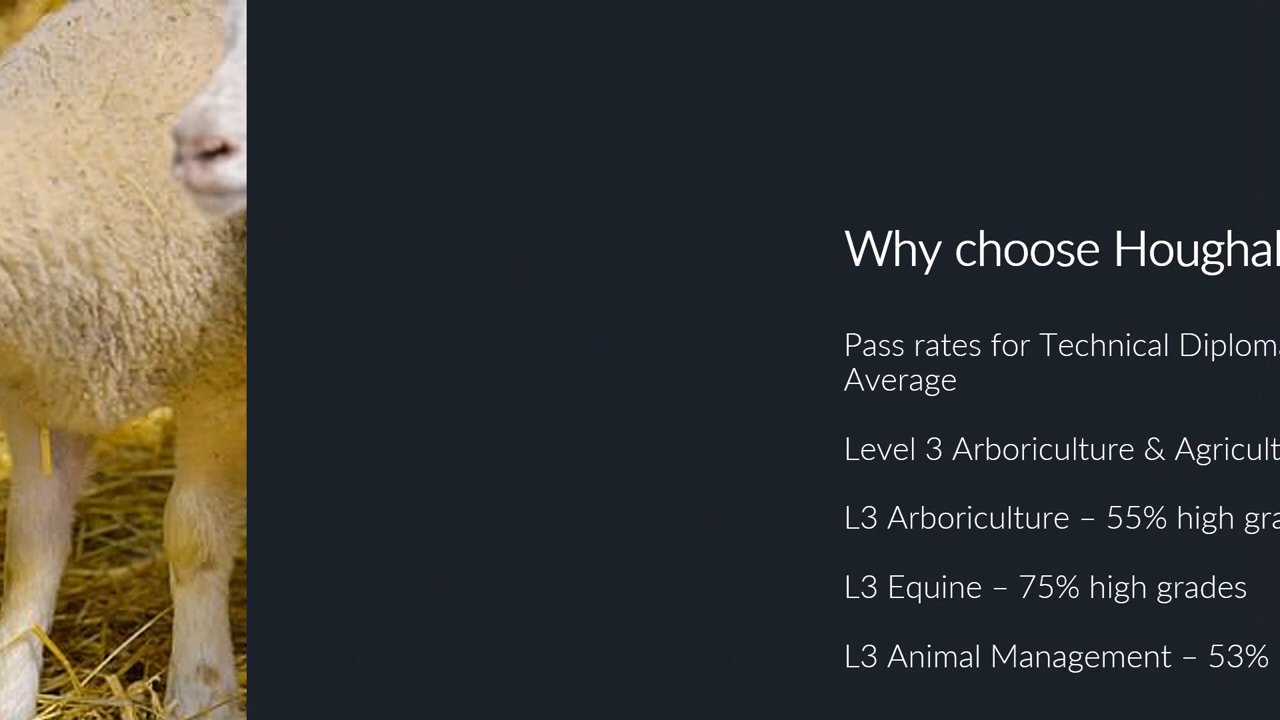 Why choose Houghal
Pass rates for Technical Diplom
Average
Level 3 Arboriculture & Agricult
L3 Arboriculture – 55% high gra
L3 Equine – 75% high grades
L3 Animal Management – 53%